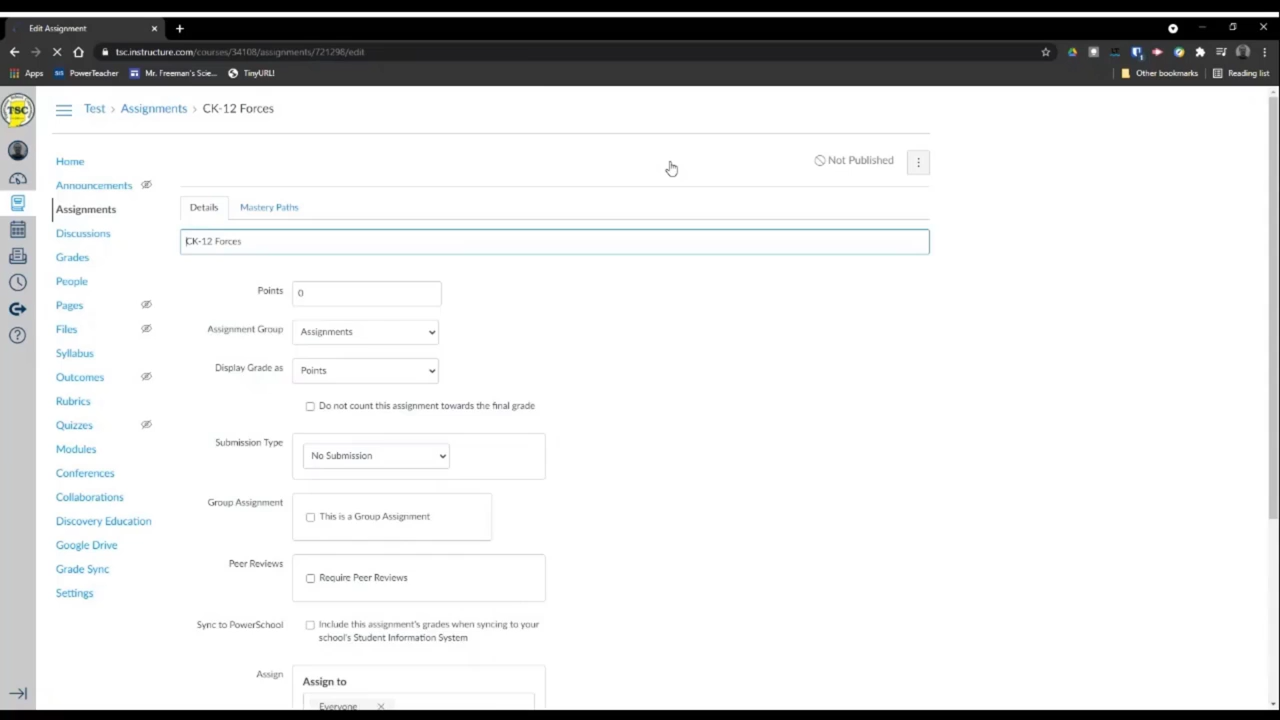 Edit Assignment
tsc.instructure.com/courses/34108/assignments/721298/edit
Apps PowerTeacher Mr. Freeman's Scie... TinyURL! Other bookmarks Reading list
TSC
Test > Assignments > CK-12 Forces
Not Published
Home
Announcements
Assignments
Discussions
Grades
People
Pages
Files
Syllabus
Outcomes
Rubrics
Quizzes
Modules
Conferences
Collaborations
Discovery Education
Google Drive
Grade Sync
Settings
Details Mastery Paths
CK-12 Forces
Points 0
Assignment Group Assignments
Display Grade as Points
Do not count this assignment towards the final grade
Submission Type No Submission
Group Assignment This is a Group Assignment
Peer Reviews Require Peer Reviews
Sync to PowerSchool Include this assignment's grades when syncing to your
school's Student Information System
Assign Assign to
Everyone